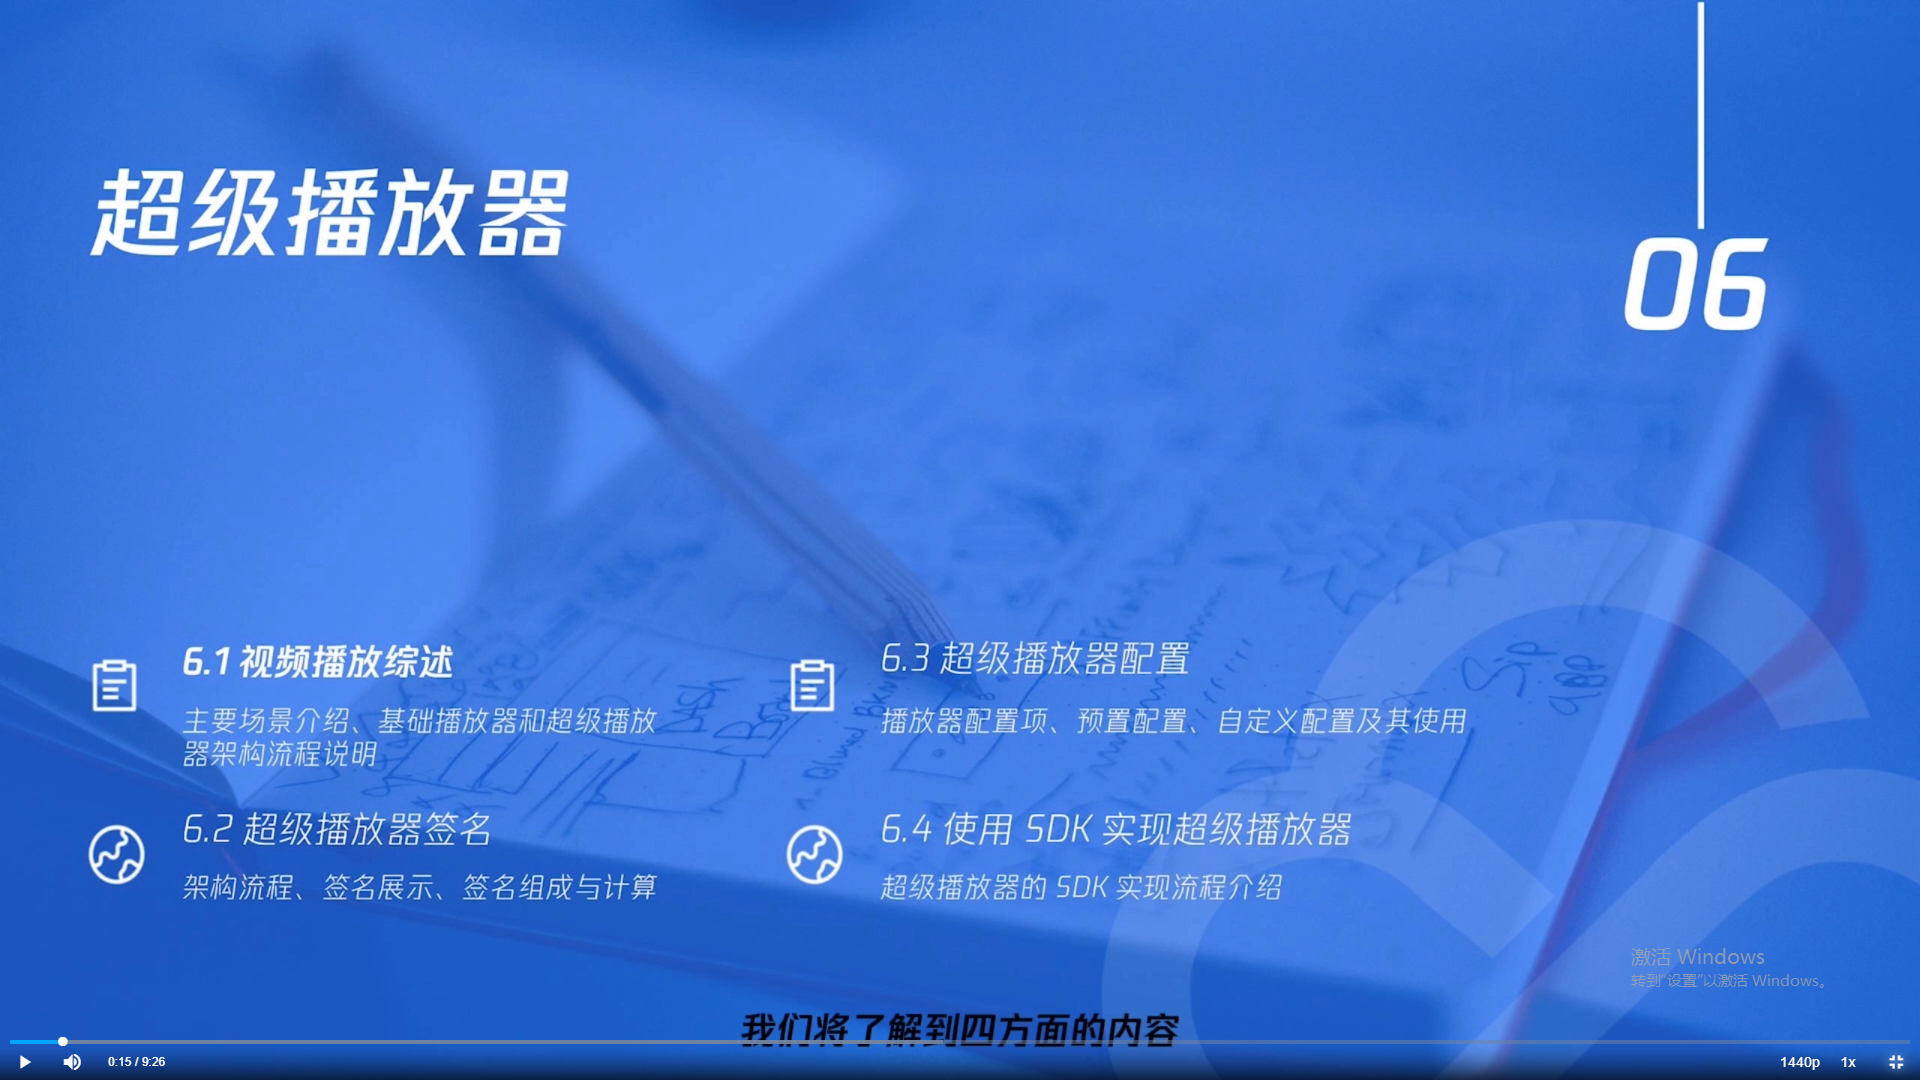 超级播放器
06
6.1 视频播放综述
主要场景介绍、基础播放器和超级播放
器架构流程说明
6.2 超级播放器签名
架构流程、签名展示、签名组成与计算
6.3 超级播放器配置
播放器配置项、预置配置、自定义配置及其使用
6.4 使用 SDK 实现超级播放器
超级播放器的 SDK 实现流程介绍
激活 Windows
转到“设置”以激活 Windows。
我们将了解到四方面的内容
0:15 / 9:26
1440p
1x